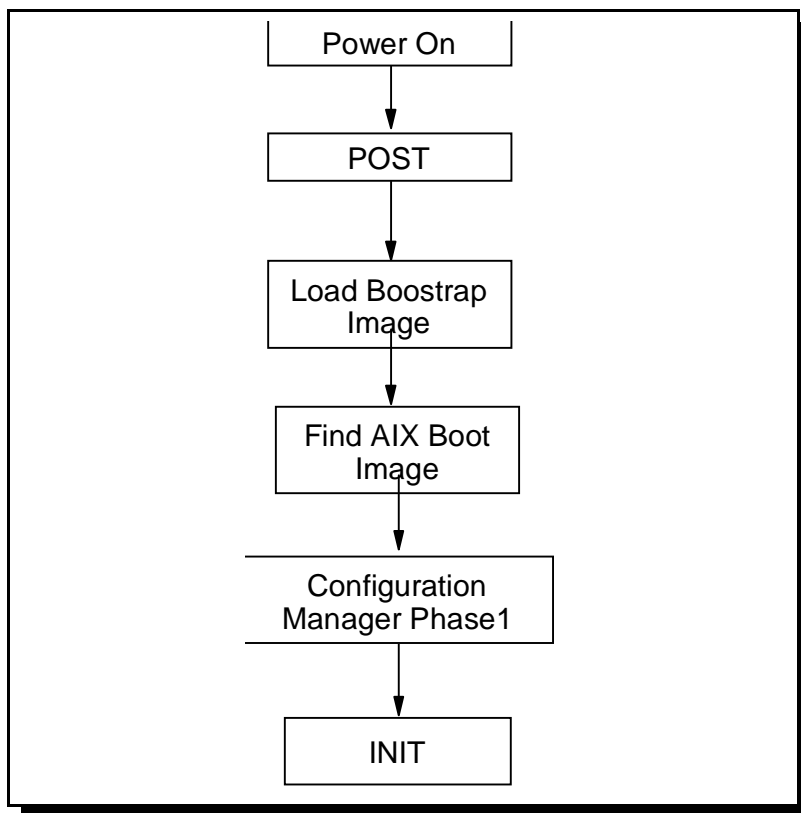 Power On
POST
Load Boostrap
Image
Find AIX Boot
Image
Configuration
Manager Phase1
INIT